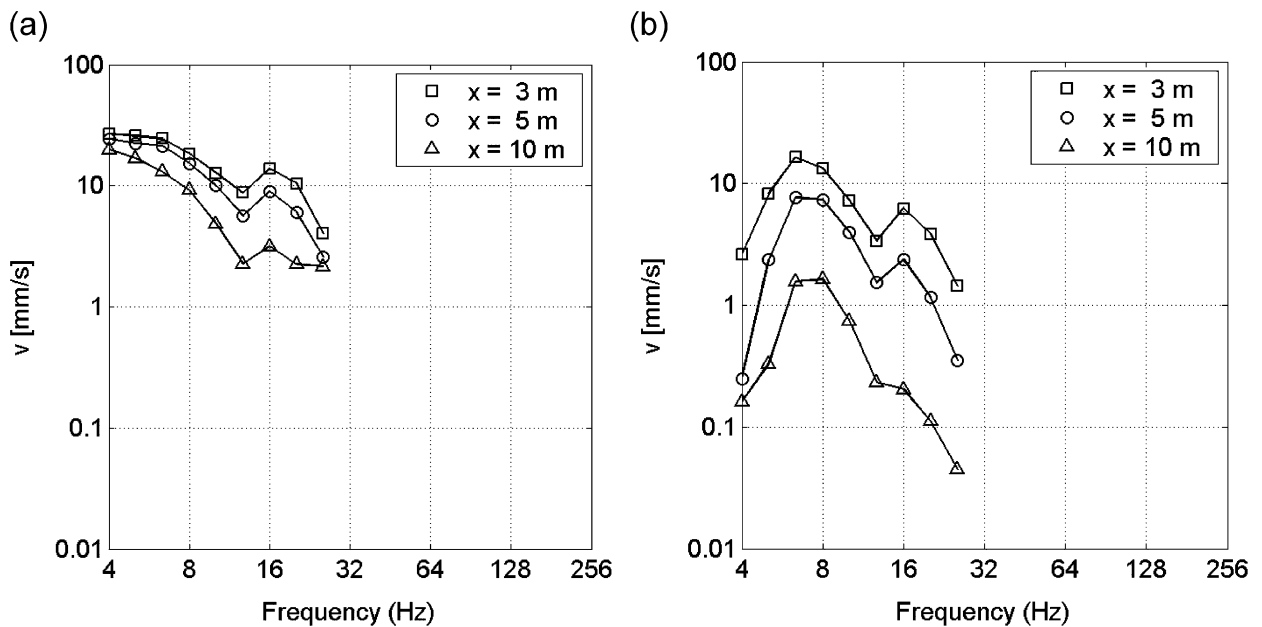 (a)
100
10
1
0.1
0.01
v [mm/s]
x = 3 m
x = 5 m
x = 10 m
4 8 16 32 64 128 256
Frequency (Hz)
(b)
100
10
1
0.1
0.01
v [mm/s]
x = 3 m
x = 5 m
x = 10 m
4 8 16 32 64 128 256
Frequency (Hz)